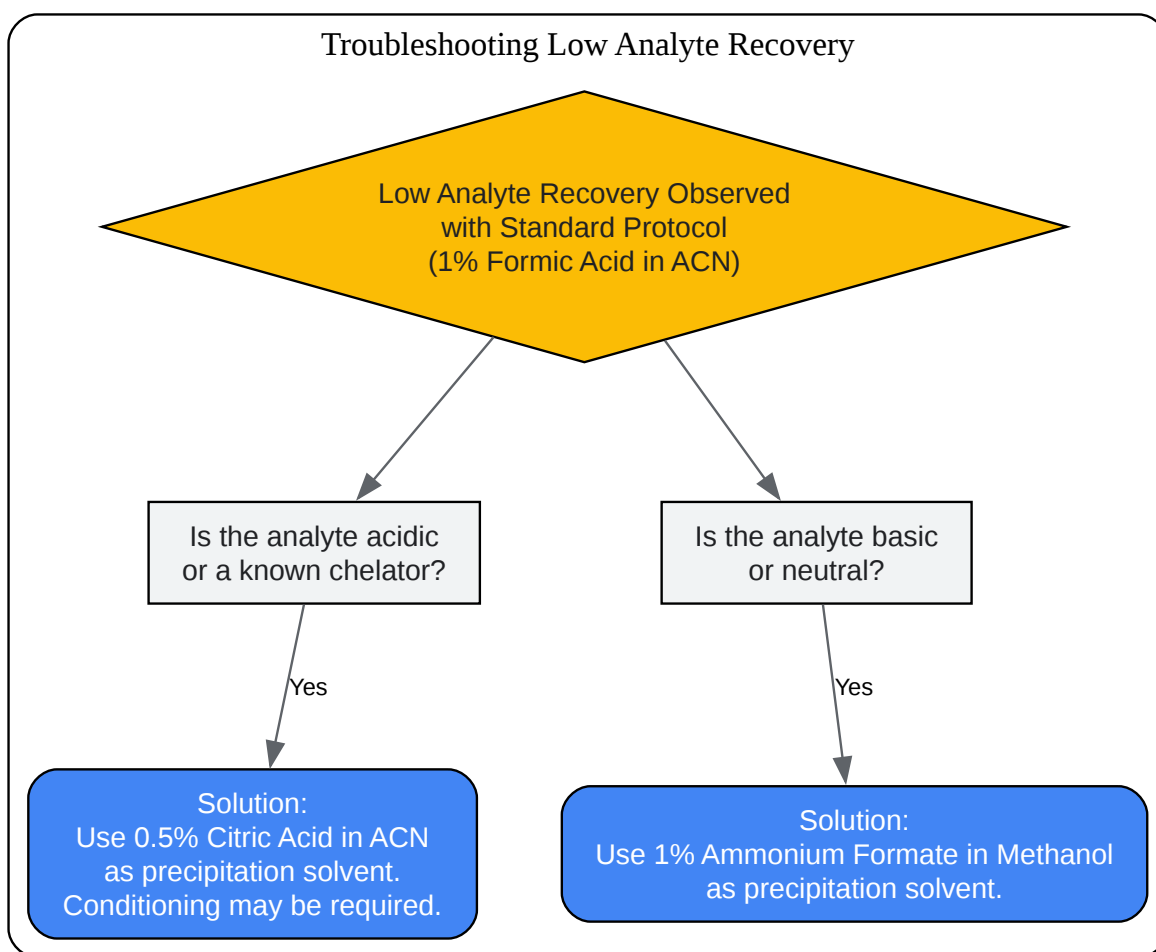 Troubleshooting Low Analyte Recovery
Low Analyte Recovery Observed
with Standard Protocol
(1% Formic Acid in ACN)
Is the analyte acidic
or a known chelator?
Is the analyte basic
or neutral?
Yes
Yes
Solution:
Use 0.5% Citric Acid in ACN
as precipitation solvent.
Conditioning may be required.
Solution:
Use 1% Ammonium Formate in Methanol
as precipitation solvent.